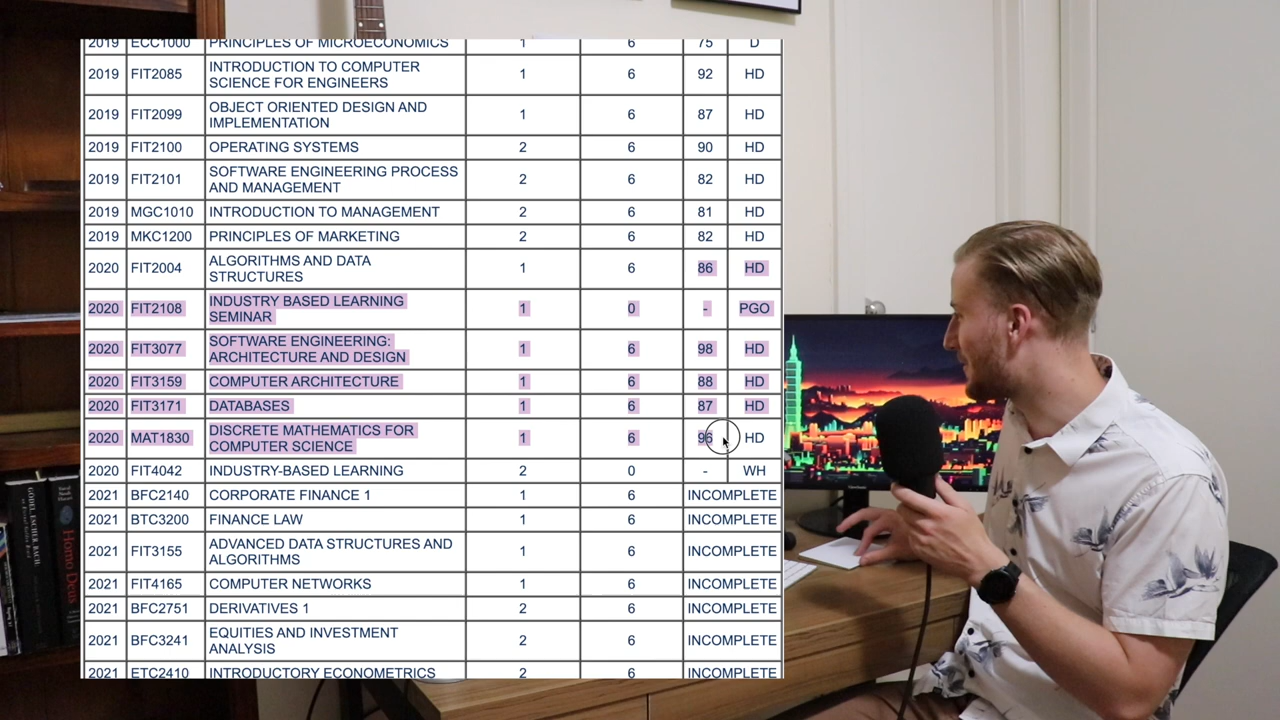 2019 ECC1000 PRINCIPLES OF MICROECONOMICS 1 6 75 D
2019 FIT2085 INTRODUCTION TO COMPUTER SCIENCE FOR ENGINEERS 1 6 92 HD
2019 FIT2099 OBJECT ORIENTED DESIGN AND IMPLEMENTATION 1 6 87 HD
2019 FIT2100 OPERATING SYSTEMS 2 6 90 HD
2019 FIT2101 SOFTWARE ENGINEERING PROCESS AND MANAGEMENT 2 6 82 HD
2019 MGC1010 INTRODUCTION TO MANAGEMENT 2 6 81 HD
2019 MKC1200 PRINCIPLES OF MARKETING 2 6 82 HD
2020 FIT2004 ALGORITHMS AND DATA STRUCTURES 1 6 86 HD
2020 FIT2108 INDUSTRY BASED LEARNING SEMINAR 1 0 - PGO
2020 FIT3077 SOFTWARE ENGINEERING: ARCHITECTURE AND DESIGN 1 6 98 HD
2020 FIT3159 COMPUTER ARCHITECTURE 1 6 88 HD
2020 FIT3171 DATABASES 1 6 87 HD
2020 MAT1830 DISCRETE MATHEMATICS FOR COMPUTER SCIENCE 1 6 96 HD
2020 FIT4042 INDUSTRY-BASED LEARNING 2 0 - WH
2021 BFC2140 CORPORATE FINANCE 1 1 6 INCOMPLETE
2021 BTC3200 FINANCE LAW 1 6 INCOMPLETE
2021 FIT3155 ADVANCED DATA STRUCTURES AND ALGORITHMS 1 6 INCOMPLETE
2021 FIT4165 COMPUTER NETWORKS 1 6 INCOMPLETE
2021 BFC2751 DERIVATIVES 1 2 6 INCOMPLETE
2021 BFC3241 EQUITIES AND INVESTMENT ANALYSIS 2 6 INCOMPLETE
2021 ETC2410 INTRODUCTORY ECONOMETRICS 2 6 INCOMPLETE
GÖDEL, ESCHER, BACH
Homo Deus